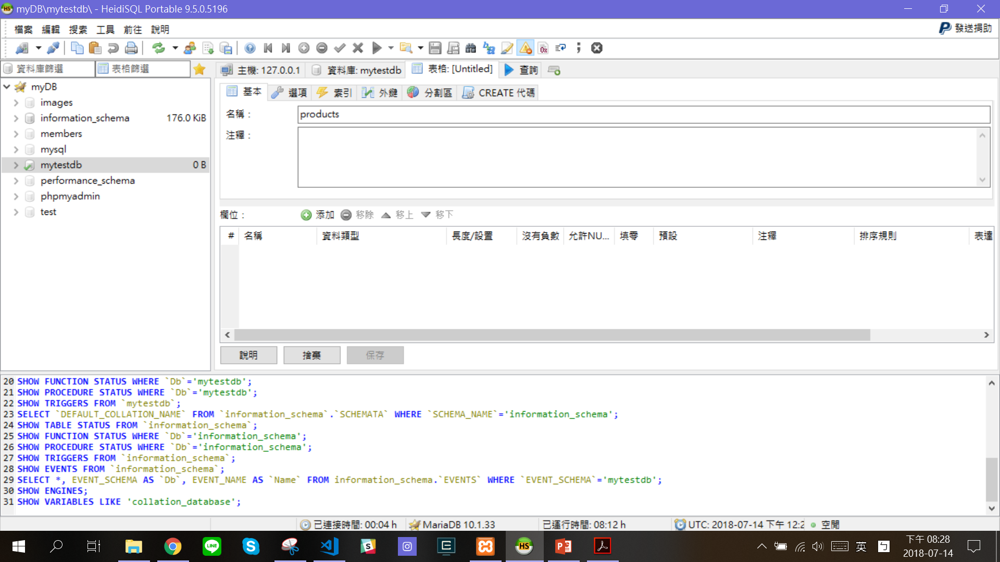 myDB\mytestdb\ - HeidiSQL Portable 9.5.0.5196
檔案 編輯 搜索 工具 前往 說明
發送捐助
資料庫篩選 表格篩選
主機: 127.0.0.1 資料庫: mytestdb 表格: [Untitled] 查詢
myDB
images
information_schema 176.0 KiB
members
mysql
mytestdb 0 B
performance_schema
phpmyadmin
test
基本 選項 索引 外鍵 分割區 CREATE 代碼
名稱： products
注釋：
欄位： 添加 移除 移上 移下
# 名稱 資料類型 長度/設置 沒有負數 允許NU... 填零 預設 注釋 排序規則 表達
說明 捨棄 保存
20 SHOW FUNCTION STATUS WHERE `Db`='mytestdb';
21 SHOW PROCEDURE STATUS WHERE `Db`='mytestdb';
22 SHOW TRIGGERS FROM `mytestdb`;
23 SELECT `DEFAULT_COLLATION_NAME` FROM `information_schema`.`SCHEMATA` WHERE `SCHEMA_NAME`='information_schema';
24 SHOW TABLE STATUS FROM `information_schema`;
25 SHOW FUNCTION STATUS WHERE `Db`='information_schema';
26 SHOW PROCEDURE STATUS WHERE `Db`='information_schema';
27 SHOW TRIGGERS FROM `information_schema`;
28 SHOW EVENTS FROM `information_schema`;
29 SELECT *, EVENT_SCHEMA AS `Db`, EVENT_NAME AS `Name` FROM information_schema.`EVENTS` WHERE `EVENT_SCHEMA`='mytestdb';
30 SHOW ENGINES;
31 SHOW VARIABLES LIKE 'collation_database';
已連接時間: 00:04 h MariaDB 10.1.33 已運行時間: 08:12 h UTC: 2018-07-14 下午 12:2 空閒
LINE
HS
英
下午 08:28
2018-07-14